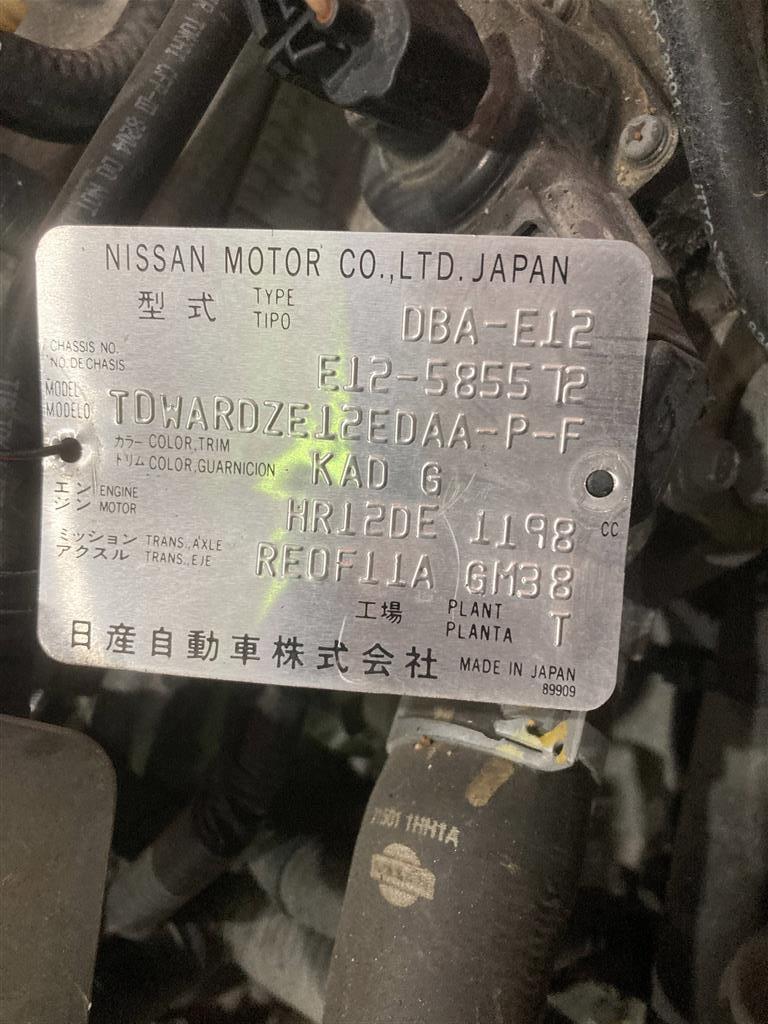 NISSAN MOTOR CO.,LTD. JAPAN
型式 TYPE TIPO DBA-E12
CHASSIS NO. NO. DE CHASIS E12-585572
MODEL MODELO TDWARDZE12EDAA-P-F
カラー COLOR,TRIM
トリム COLOR,GUARNICION KAD G
エンジン ENGINE MOTOR HR12DE 1198 CC
ミッション TRANS.,AXLE
アクスル TRANS.,EJE RE0F11A GM38
工場 PLANT PLANTA T
日産自動車株式会社 MADE IN JAPAN
89909
1HH1A